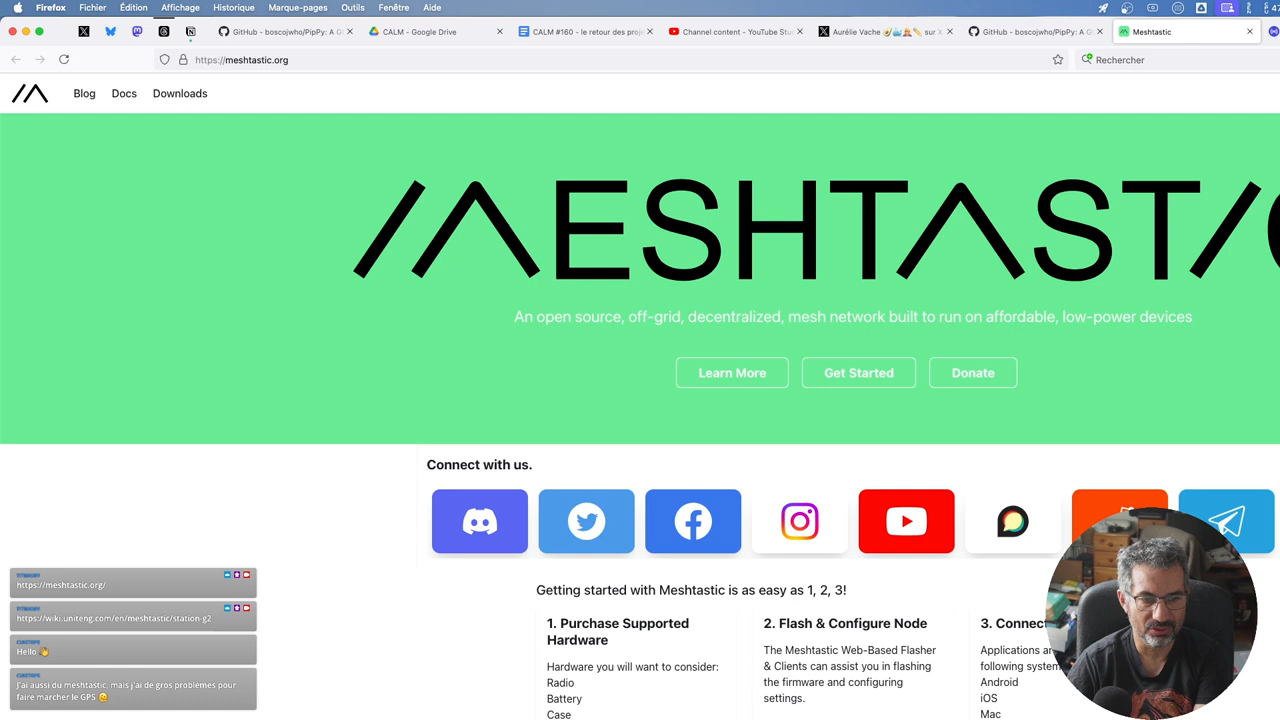 Firefox Fichier Édition Affichage Historique Marque-pages Outils Fenêtre Aide
GitHub - boscojwho/PipPy: A G
CALM - Google Drive
CALM #160 - le retour des proje
Channel content - YouTube Stu
Aurélie Vache sur X
GitHub - boscojwho/PipPy: A G
Meshtastic
https://meshtastic.org
Rechercher
Blog Docs Downloads
MESHTASTIC
An open source, off-grid, decentralized, mesh network built to run on affordable, low-power devices
Learn More Get Started Donate
Connect with us.
Getting started with Meshtastic is as easy as 1, 2, 3!
1. Purchase Supported
Hardware
Hardware you will want to consider:
Radio
Battery
Case
2. Flash & Configure Node
The Meshtastic Web-Based Flasher
& Clients can assist you in flashing
the firmware and configuring
settings.
3. Connect
Applications ar
following system
Android
iOS
Mac
https://meshtastic.org/
https://wiki.uniteng.com/en/meshtastic/station-g2
Hello 👋
J'ai aussi du meshtastic, mais j'ai de gros problèmes pour
faire marcher le GPS